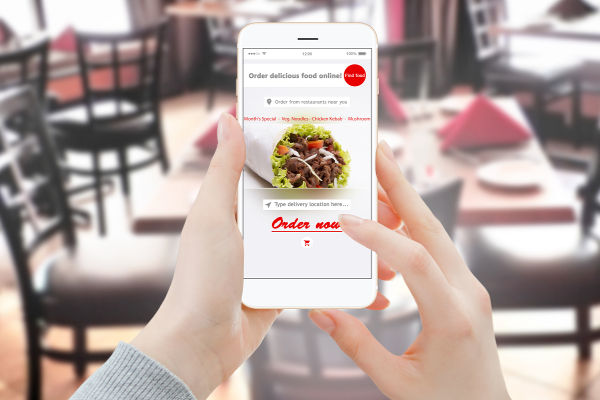 12:00
100%
Order delicious food online!
Find food
Order from restaurants near you
Month's Special - Veg. Noodles - Chicken Kebab - Mushroom
Type delivery location here...
Order now